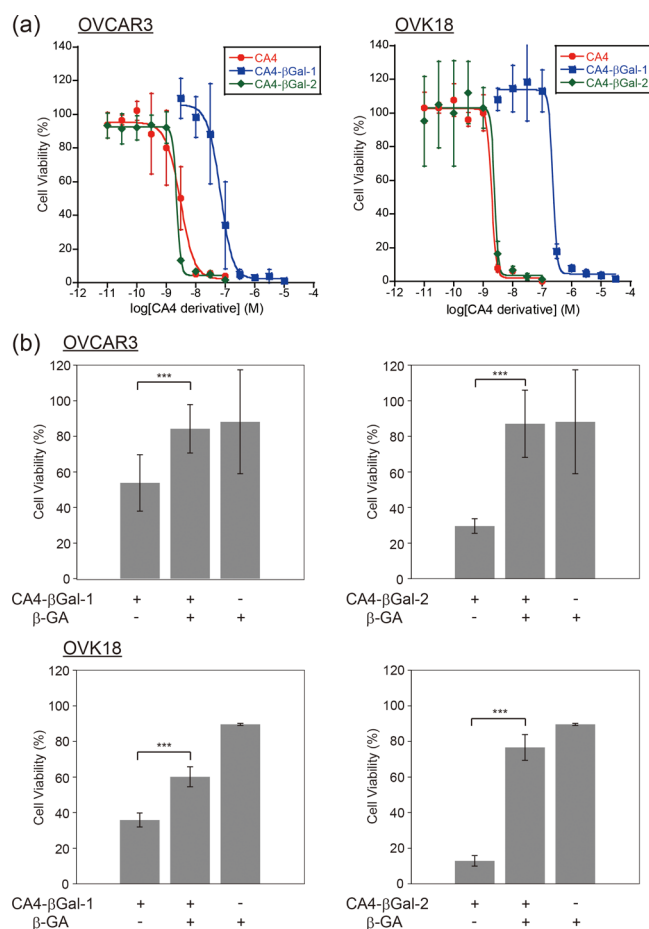 (a)
OVCAR3
OVK18
CA4
CA4-βGal-1
CA4-βGal-2
CA4
CA4-βGal-1
CA4-βGal-2
Cell Viability (%)
140
120
100
80
60
40
20
0
-12 -11 -10 -9 -8 -7 -6 -5 -4
log[CA4 derivative] (M)
Cell Viability (%)
140
120
100
80
60
40
20
0
-12 -11 -10 -9 -8 -7 -6 -5 -4
log[CA4 derivative] (M)
(b)
OVCAR3
Cell Viability (%)
120
100
80
60
40
20
0
***
CA4-βGal-1 + + -
β-GA - + +
Cell Viability (%)
120
100
80
60
40
20
0
***
CA4-βGal-2 + + -
β-GA - + +
OVK18
Cell Viability (%)
120
100
80
60
40
20
0
***
CA4-βGal-1 + + -
β-GA - + +
Cell Viability (%)
120
100
80
60
40
20
0
***
CA4-βGal-2 + + -
β-GA - + +